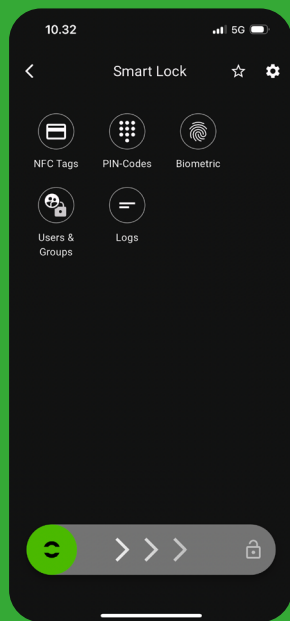 10.32
5G
Smart Lock
NFC Tags
PIN-Codes
Biometric
Users &
Groups
Logs